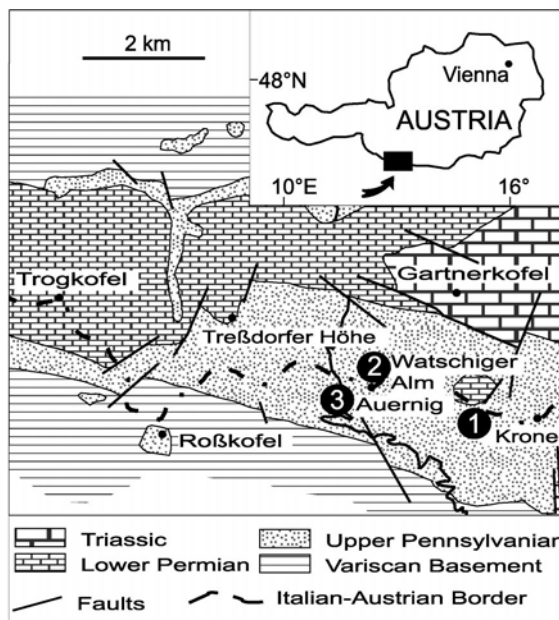 2 km
48°N
Vienna
AUSTRIA
10°E
16°
Trogkofel
Gartnerkofel
Treßdorfer Höhe
2
Watschiger
Alm
3
Auernig
1
Krone
Roßkofel
Triassic
Upper Pennsylvanian
Lower Permian
Variscan Basement
Faults
Italian-Austrian Border